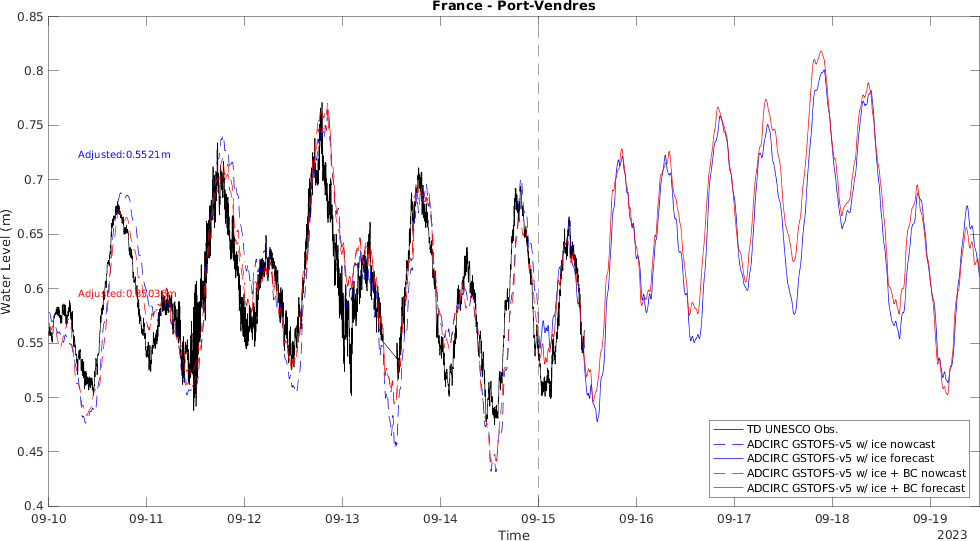 France - Port-Vendres
0.85
0.8
0.75
0.7
0.65
0.6
0.55
0.5
0.45
0.4
Water Level (m)
Adjusted:0.5521m
TD UNESCO Obs.
ADCIRC GSTOFS-v5 w/ ice nowcast
ADCIRC GSTOFS-v5 w/ ice forecast
ADCIRC GSTOFS-v5 w/ ice + BC nowcast
ADCIRC GSTOFS-v5 w/ ice + BC forecast
09-10 09-11 09-12 09-13 09-14 09-15 09-16 09-17 09-18 09-19
Time
2023